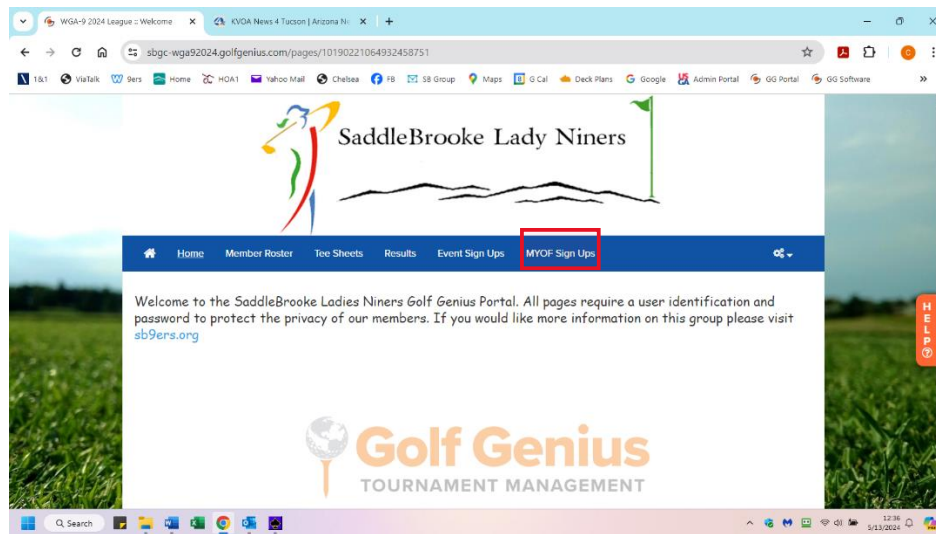 WGA-9 2024 League :: Welcome
KVOA News 4 Tucson | Arizona N
sbgc-wga92024.golfgenius.com/pages/10190221064932458751
1&1 ViaTalk 9ers Home HOA1 Yahoo Mail Chelsea FB SB Group Maps G Cal Deck Plans Google Admin Portal GG Portal GG Software »
SaddleBrooke Lady Niners
Home Member Roster Tee Sheets Results Event Sign Ups MYOF Sign Ups
Welcome to the SaddleBrooke Ladies Niners Golf Genius Portal. All pages require a user identification and
password to protect the privacy of our members. If you would like more information on this group please visit
sb9ers.org
HELP
Golf Genius
TOURNAMENT MANAGEMENT
Search
12:36
5/13/2024